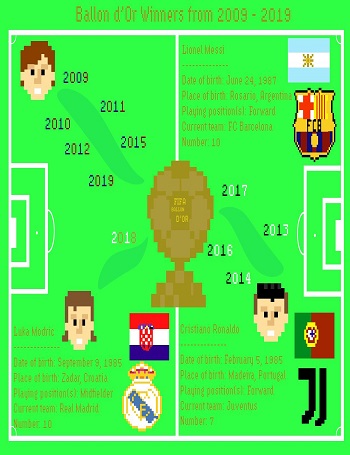 Ballon d'Or Winners from 2009 - 2019
Lionel Messi
---------------
Date of birth: June 24, 1987
Place of birth: Rosario, Argentina
Playing position(s): Forward
Current team: FC Barcelona
Number: 10
FCB
2009
2011
2010
2012
2015
2019
2017
2013
2018
2016
2014
FIFA
BALLON
D'OR
Luka Modric
---------------
Date of birth: September 9, 1985
Place of birth: Zadar, Croatia
Playing position(s): Midfielder
Current team: Real Madrid
Number: 10
Cristiano Ronaldo
---------------
Date of birth: February 5, 1985
Place of birth: Madeira, Portugal
Playing position(s): Forward
Current team: Juventus
Number: 7